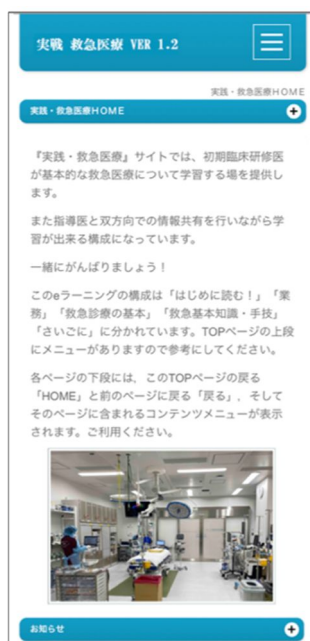 実戦 救急医療 VER 1.2
実践・救急医療HOME
実践・救急医療HOME
『実践・救急医療』サイトでは、初期臨床研修医
が基本的な救急医療について学習する場を提供し
ます。
また指導医と双方向での情報共有を行いながら学
習が出来る構成になっています。
一緒にがんばりましょう！
このeラーニングの構成は「はじめに読む！」「業
務」「救急診療の基本」「救急基本知識・手技」
「さいごに」に分かれています。TOPページの上段
にメニューがありますので参考にしてください。
各ページの下段には、このTOPページの戻る
「HOME」と前のページに戻る「戻る」, そして
そのページに含まれるコンテンツメニューが表示
されます。ご利用ください。
お知らせ